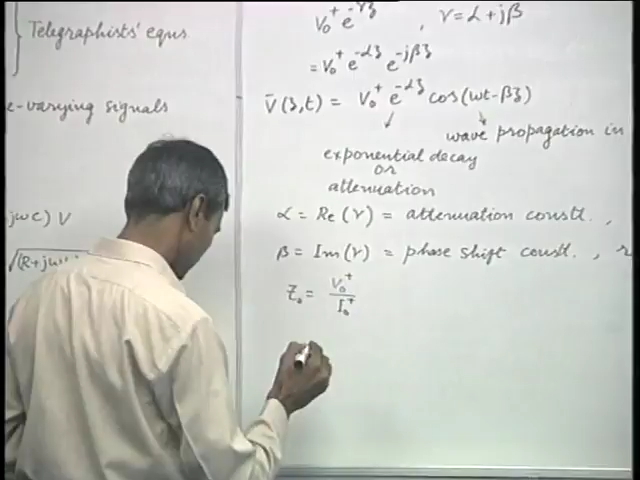 Telegraphists' eqns.
e-varying signals
jωC) V
√(R+jω
V₀⁺ e^{-γz} , γ = α + jβ
= V₀⁺ e^{-αz} e^{-jβz}
V̄(z,t) = V₀⁺ e^{-αz} cos(ωt-βz)
wave propagation in
exponential decay
or
attenuation
α = Re(γ) = attenuation constt. ,
β = Im(γ) = phase shift constt. , r
Z₀ = V₀⁺ / I₀⁺